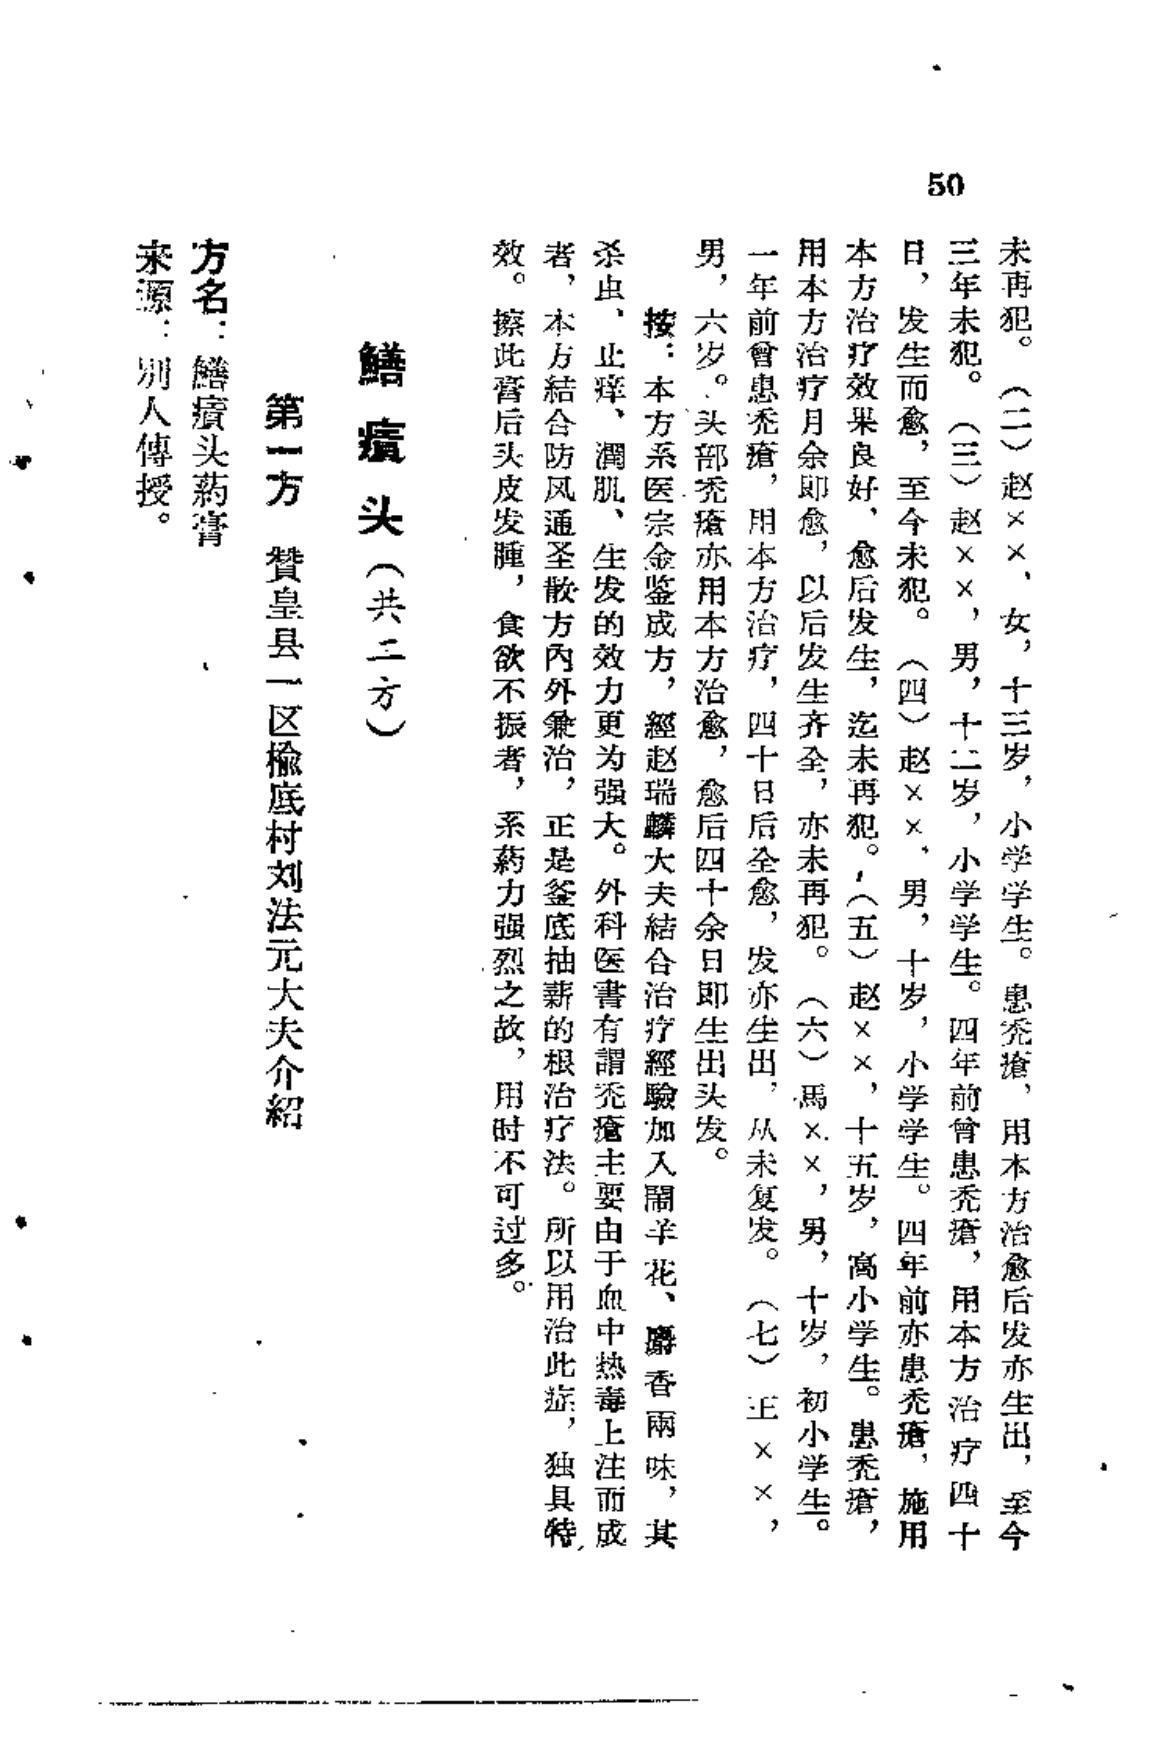 50
未再犯。（二）赵××、女，十三岁，小学学生。患秃瘡，用本方治愈后发亦生出，至今
三年未犯。（三）赵××，男，十二岁，小学学生。四年前曾患秃瘡，用本方治疗四十
日，发生而愈，至今未犯。（四）赵××、男，十岁，小学学生。四年前亦患秃瘡，施用
本方治疗效果良好，愈后发生，迄未再犯。（五）赵××，十五岁，高小学生。患秃瘡，
用本方治疗月余即愈，以后发生齐全，亦未再犯。（六）馬××，男，十岁，初小学生。
一年前曾患秃瘡，用本方治疗，四十日后全愈，发亦生出，从未复发。（七）王××，
男，六岁。头部秃瘡亦用本方治愈，愈后四十余日即生出头发。
按：本方系医宗金鉴成方，經赵瑞麟大夫結合治疗經驗加入鬧羊花、麝香兩味，其
杀虫、止痒、潤肌、生发的效力更为强大。外科医書有謂秃瘡主要由于血中热毒上注而成
者，本方結合防风通圣散方内外兼治，正是釜底抽薪的根治疗法。所以用治此症，独具特
效。擦此膏后头皮发腫，食欲不振者，系葯力强烈之故，用时不可过多。
鱔㿉头（共二方）
第一方　贊皇县一区楡底村刘法元大夫介紹
方名：鱔㿉头葯膏
来源：別人傳授。